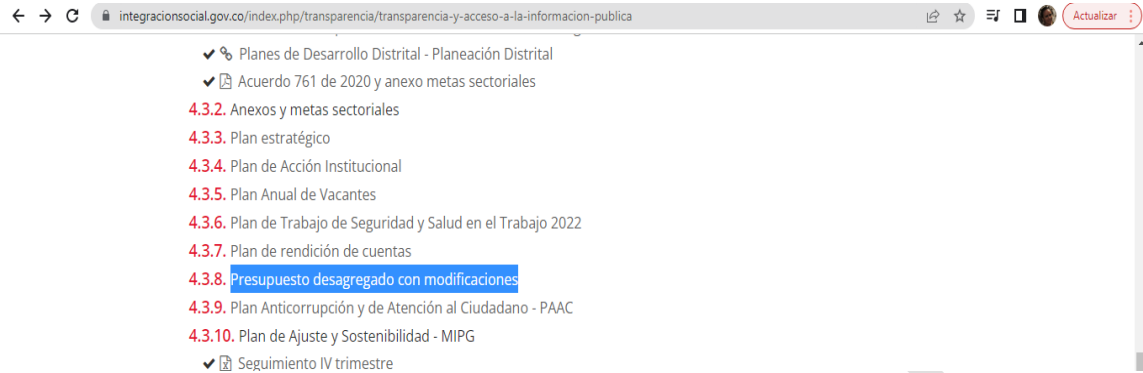 integracionsocial.gov.co/index.php/transparencia/transparencia-y-acceso-a-la-informacion-publica
Actualizar
Planes de Desarrollo Distrital - Planeación Distrital
Acuerdo 761 de 2020 y anexo metas sectoriales
4.3.2. Anexos y metas sectoriales
4.3.3. Plan estratégico
4.3.4. Plan de Acción Institucional
4.3.5. Plan Anual de Vacantes
4.3.6. Plan de Trabajo de Seguridad y Salud en el Trabajo 2022
4.3.7. Plan de rendición de cuentas
4.3.8. Presupuesto desagregado con modificaciones
4.3.9. Plan Anticorrupción y de Atención al Ciudadano - PAAC
4.3.10. Plan de Ajuste y Sostenibilidad - MIPG
Seguimiento IV trimestre